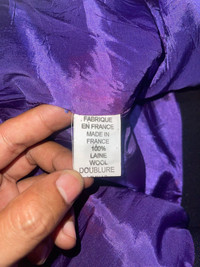 FABRIQUE
EN FRANCE
MADE IN
FRANCE
100%
LAINE
WOOL
DOUBLURE